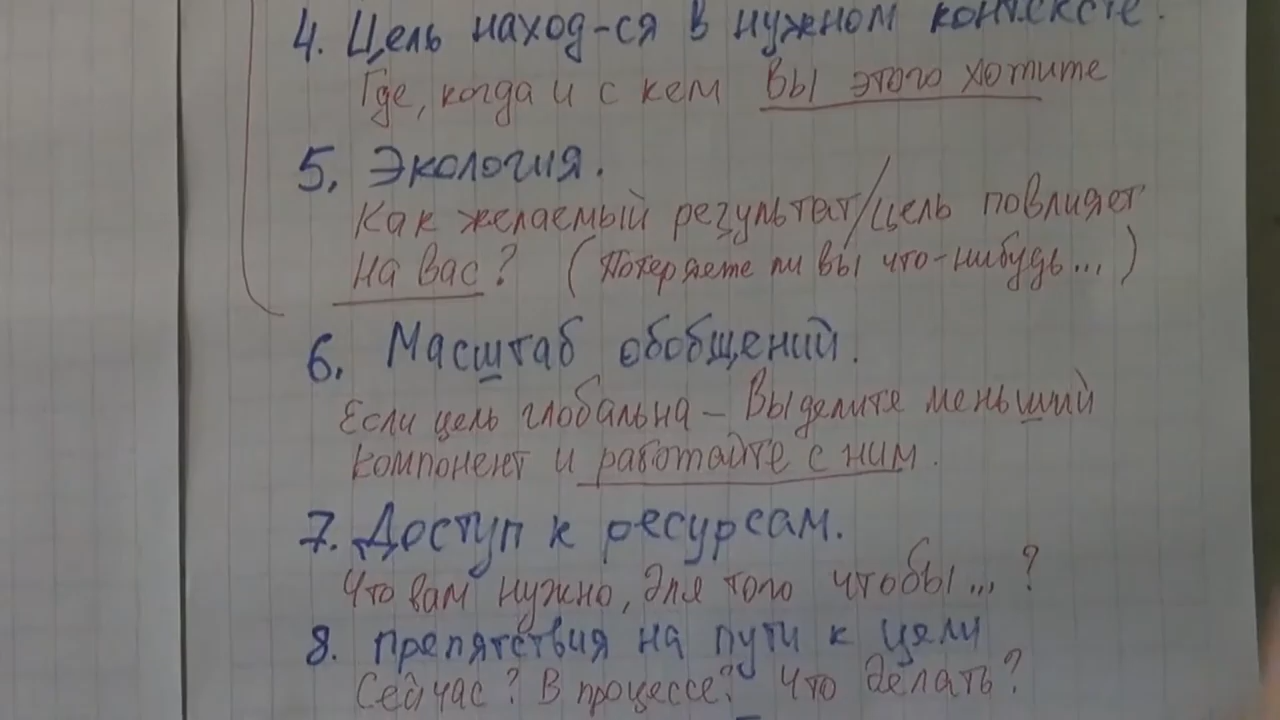 4. Цель наход-ся в нужном контексте.
Где, когда и с кем вы этого хотите
5. Экология.
Как желаемый результат/цель повлияет
на вас? (Потеряете ли вы что-нибудь...)
6. Масштаб обобщений.
Если цель глобальна – Выделите меньший
компонент и работайте с ним.
7. Доступ к ресурсам.
Что вам нужно, для того чтобы...?
8. Препятствия на пути к цели
Сейчас? В процессе? Что делать?